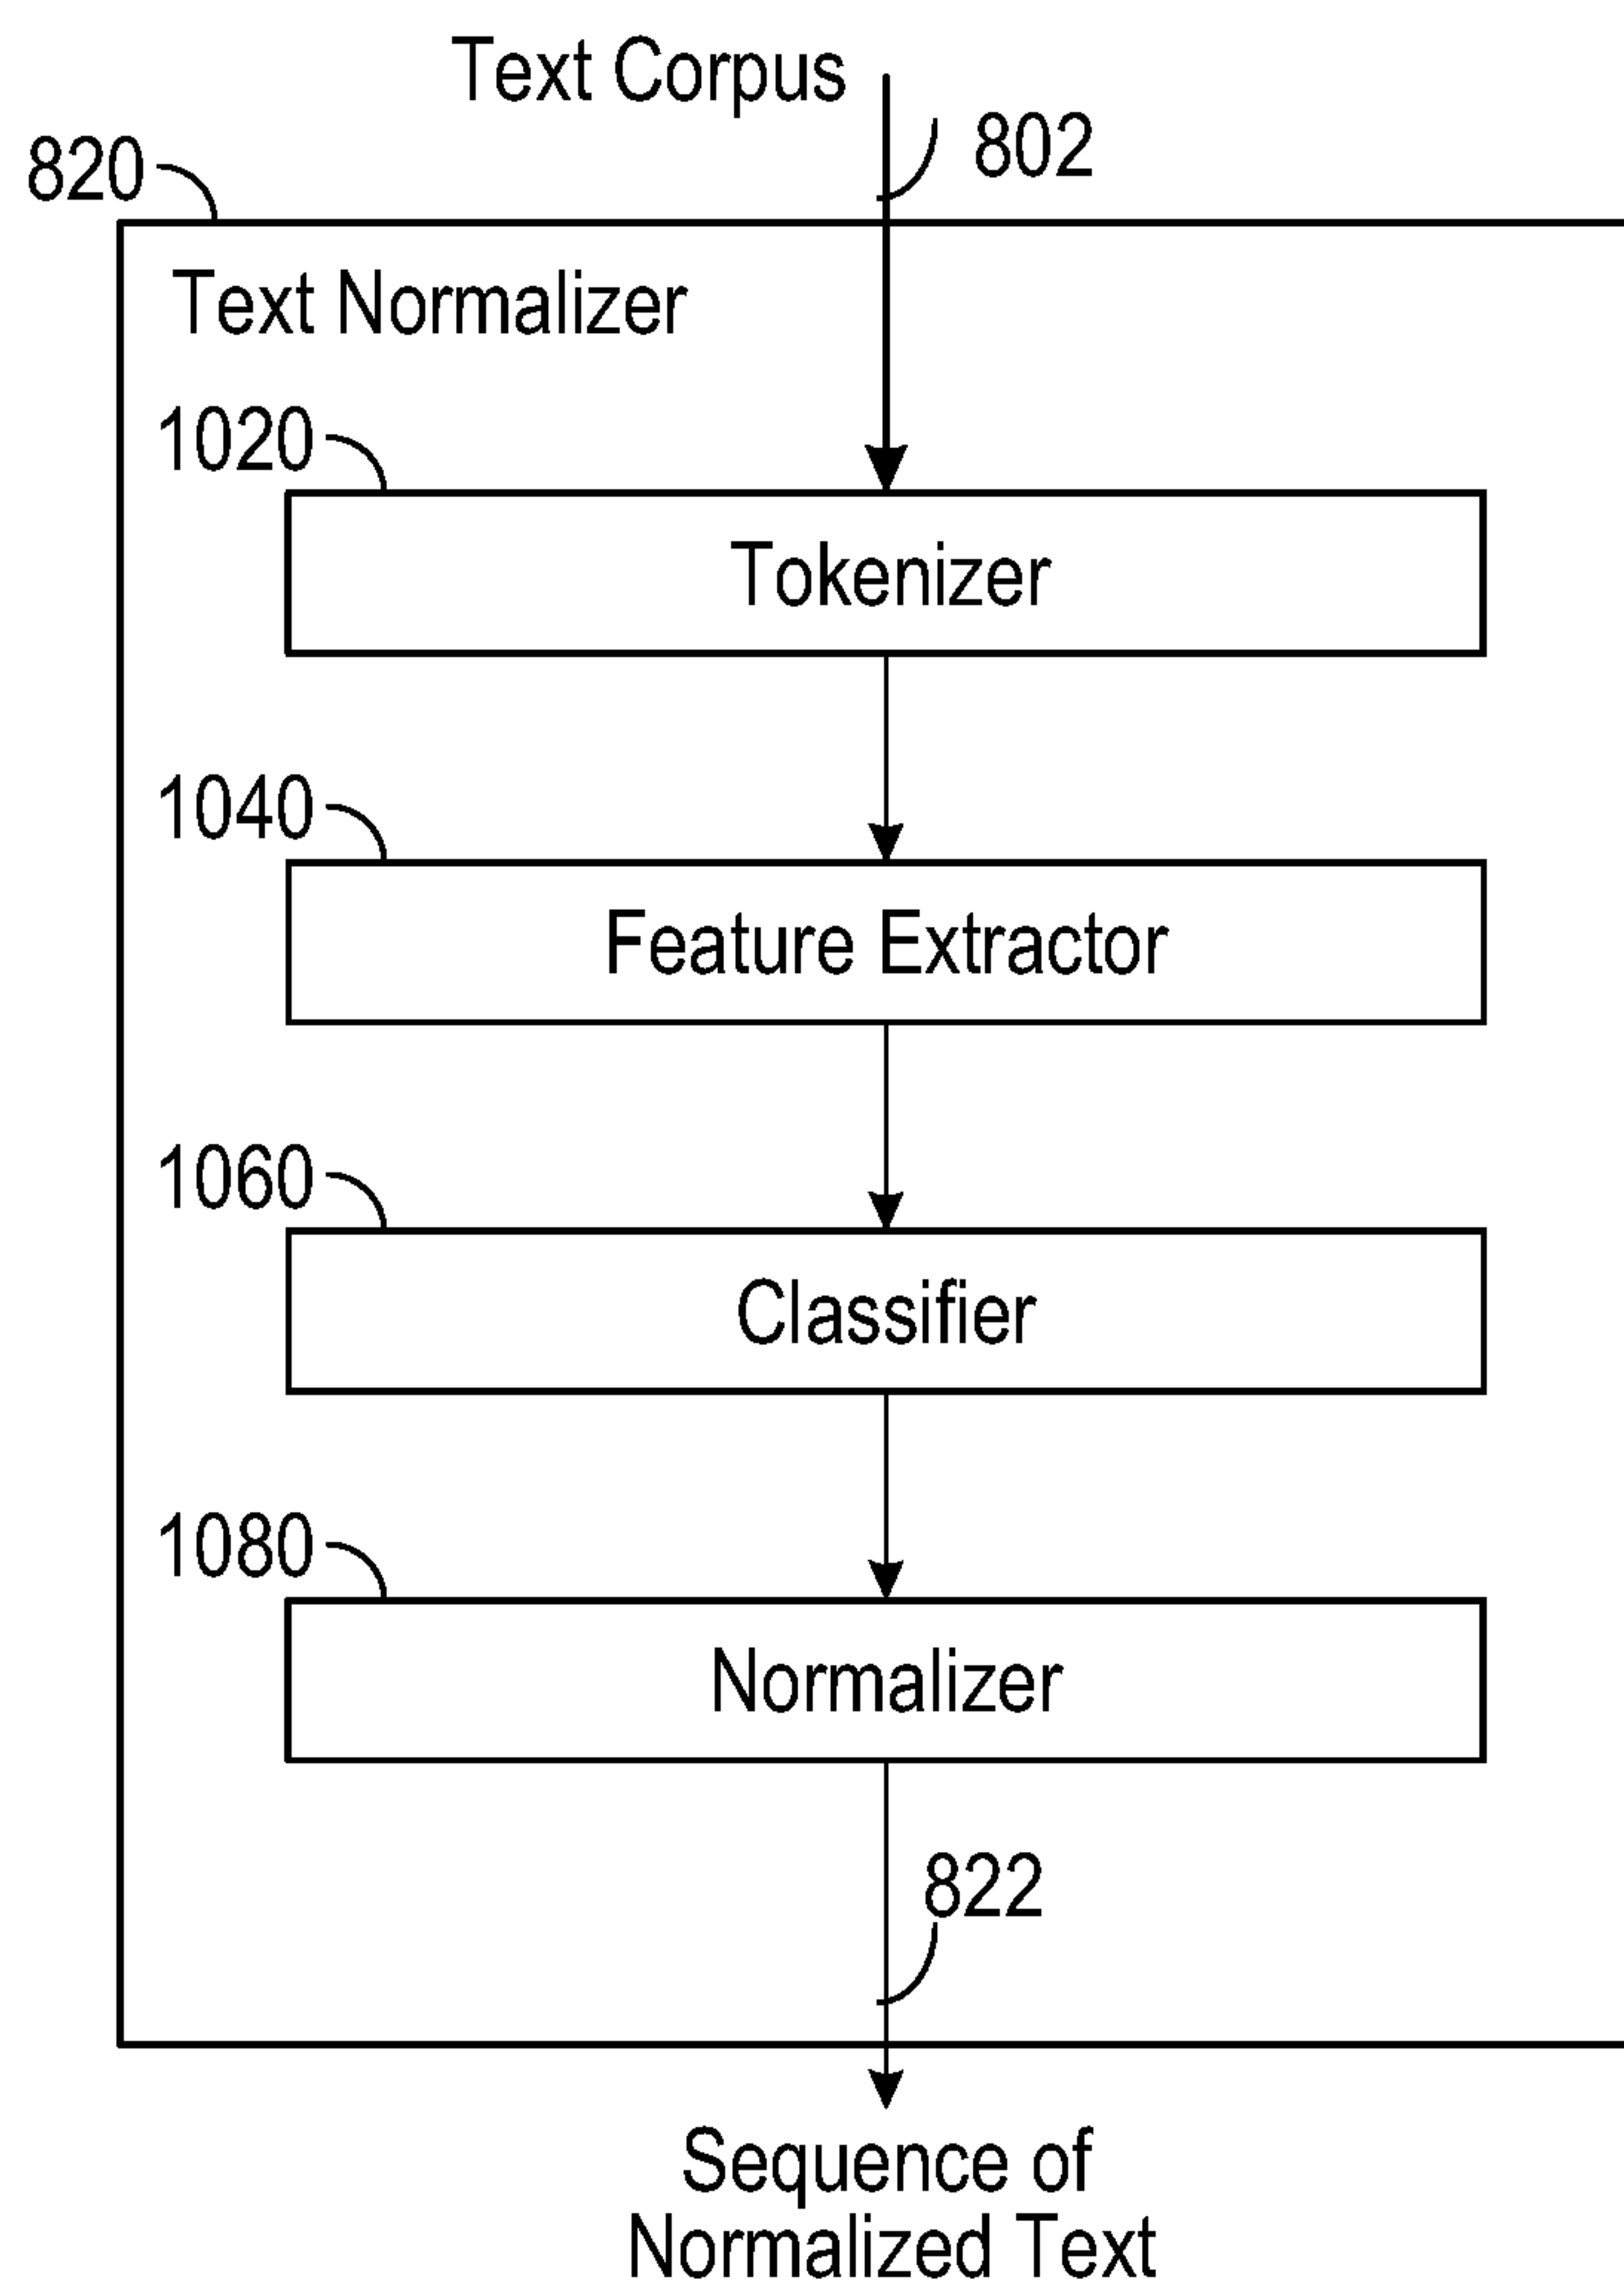 Text Corpus
802
820
Text Normalizer
1020
Tokenizer
1040
Feature Extractor
1060
Classifier
1080
Normalizer
822
Sequence of
Normalized Text